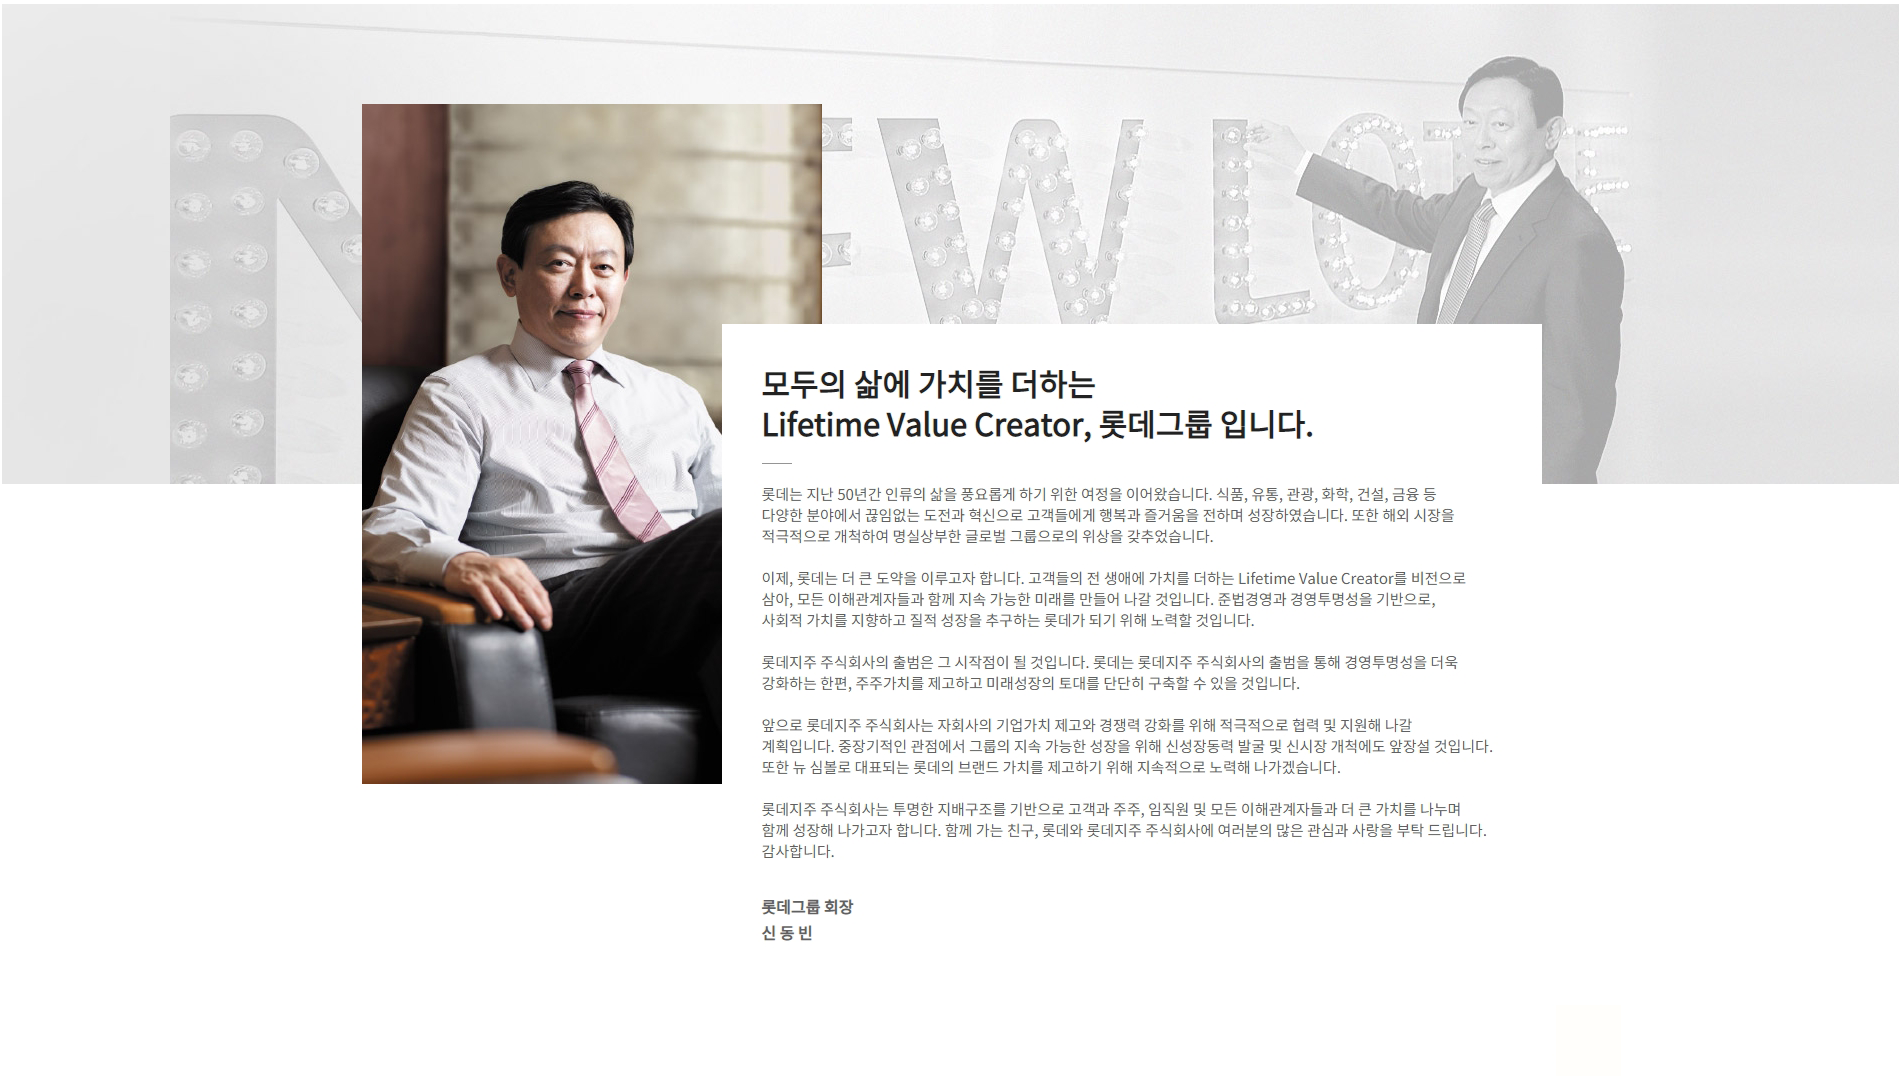 NEW LOTTE
모두의 삶에 가치를 더하는
Lifetime Value Creator, 롯데그룹 입니다.
롯데는 지난 50년간 인류의 삶을 풍요롭게 하기 위한 여정을 이어왔습니다. 식품, 유통, 관광, 화학, 건설, 금융 등
다양한 분야에서 끊임없는 도전과 혁신으로 고객들에게 행복과 즐거움을 전하며 성장하였습니다. 또한 해외 시장을
적극적으로 개척하여 명실상부한 글로벌 그룹으로의 위상을 갖추었습니다.
이제, 롯데는 더 큰 도약을 이루고자 합니다. 고객들의 전 생애에 가치를 더하는 Lifetime Value Creator를 비전으로
삼아, 모든 이해관계자들과 함께 지속 가능한 미래를 만들어 나갈 것입니다. 준법경영과 경영투명성을 기반으로,
사회적 가치를 지향하고 질적 성장을 추구하는 롯데가 되기 위해 노력할 것입니다.
롯데지주 주식회사의 출범은 그 시작점이 될 것입니다. 롯데는 롯데지주 주식회사의 출범을 통해 경영투명성을 더욱
강화하는 한편, 주주가치를 제고하고 미래성장의 토대를 단단히 구축할 수 있을 것입니다.
앞으로 롯데지주 주식회사는 자회사의 기업가치 제고와 경쟁력 강화를 위해 적극적으로 협력 및 지원해 나갈
계획입니다. 중장기적인 관점에서 그룹의 지속 가능한 성장을 위해 신성장동력 발굴 및 신시장 개척에도 앞장설 것입니다.
또한 뉴 심볼로 대표되는 롯데의 브랜드 가치를 제고하기 위해 지속적으로 노력해 나가겠습니다.
롯데지주 주식회사는 투명한 지배구조를 기반으로 고객과 주주, 임직원 및 모든 이해관계자들과 더 큰 가치를 나누며
함께 성장해 나가고자 합니다. 함께 가는 친구, 롯데와 롯데지주 주식회사에 여러분의 많은 관심과 사랑을 부탁 드립니다.
감사합니다.
롯데그룹 회장
신 동 빈